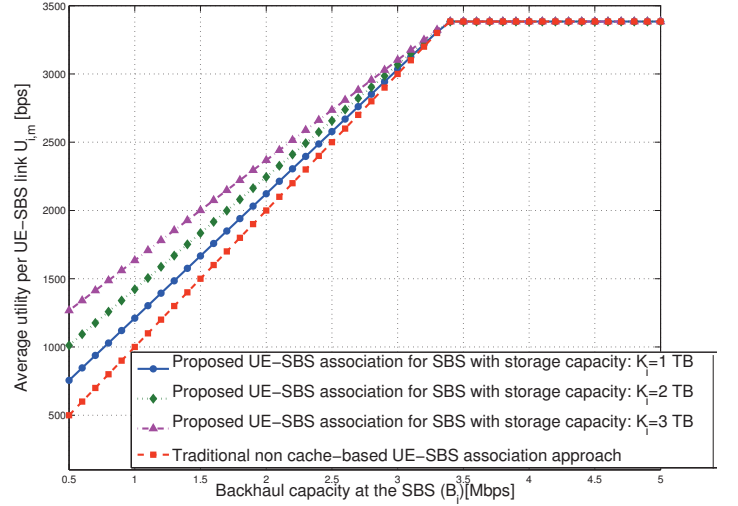 3500
3000
2500
2000
1500
1000
500
Average utility per UE−SBS link U_i,m [bps]
Proposed UE−SBS association for SBS with storage capacity: K_i=1 TB
Proposed UE−SBS association for SBS with storage capacity: K_i=2 TB
Proposed UE−SBS association for SBS with storage capacity: K_i=3 TB
Traditional non cache−based UE−SBS association approach
0.5 1 1.5 2 2.5 3 3.5 4 4.5 5
Backhaul capacity at the SBS (B_i)[Mbps]